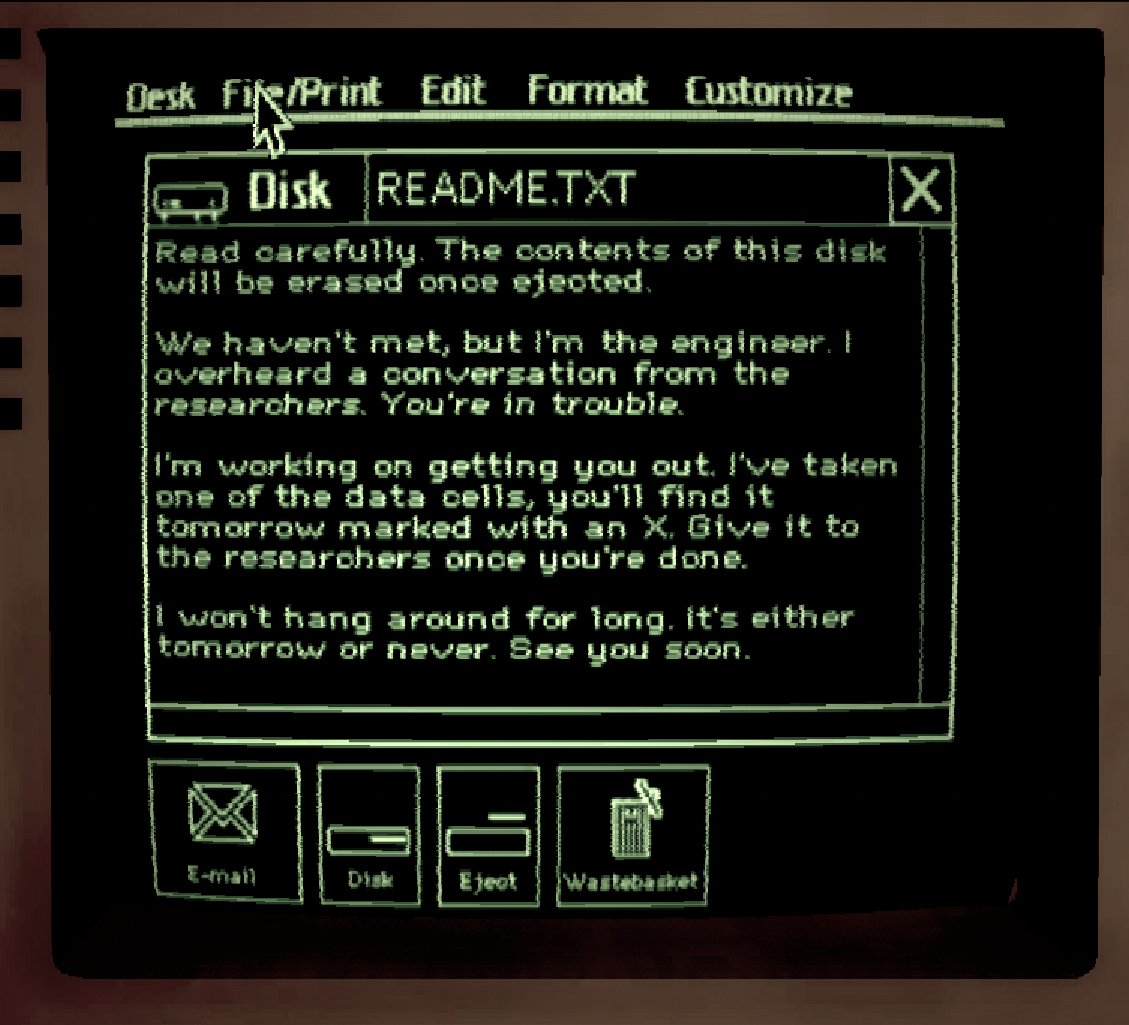 Desk File/Print Edit Format Customize
Disk README.TXT X
Read carefully. The contents of this disk
will be erased once ejected.
We haven't met, but I'm the engineer. I
overheard a conversation from the
researchers. You're in trouble.
I'm working on getting you out. I've taken
one of the data cells, you'll find it
tomorrow marked with an X. Give it to
the researchers once you're done.
I won't hang around for long. it's either
tomorrow or never. See you soon.
E-mail Disk Eject Wastebasket